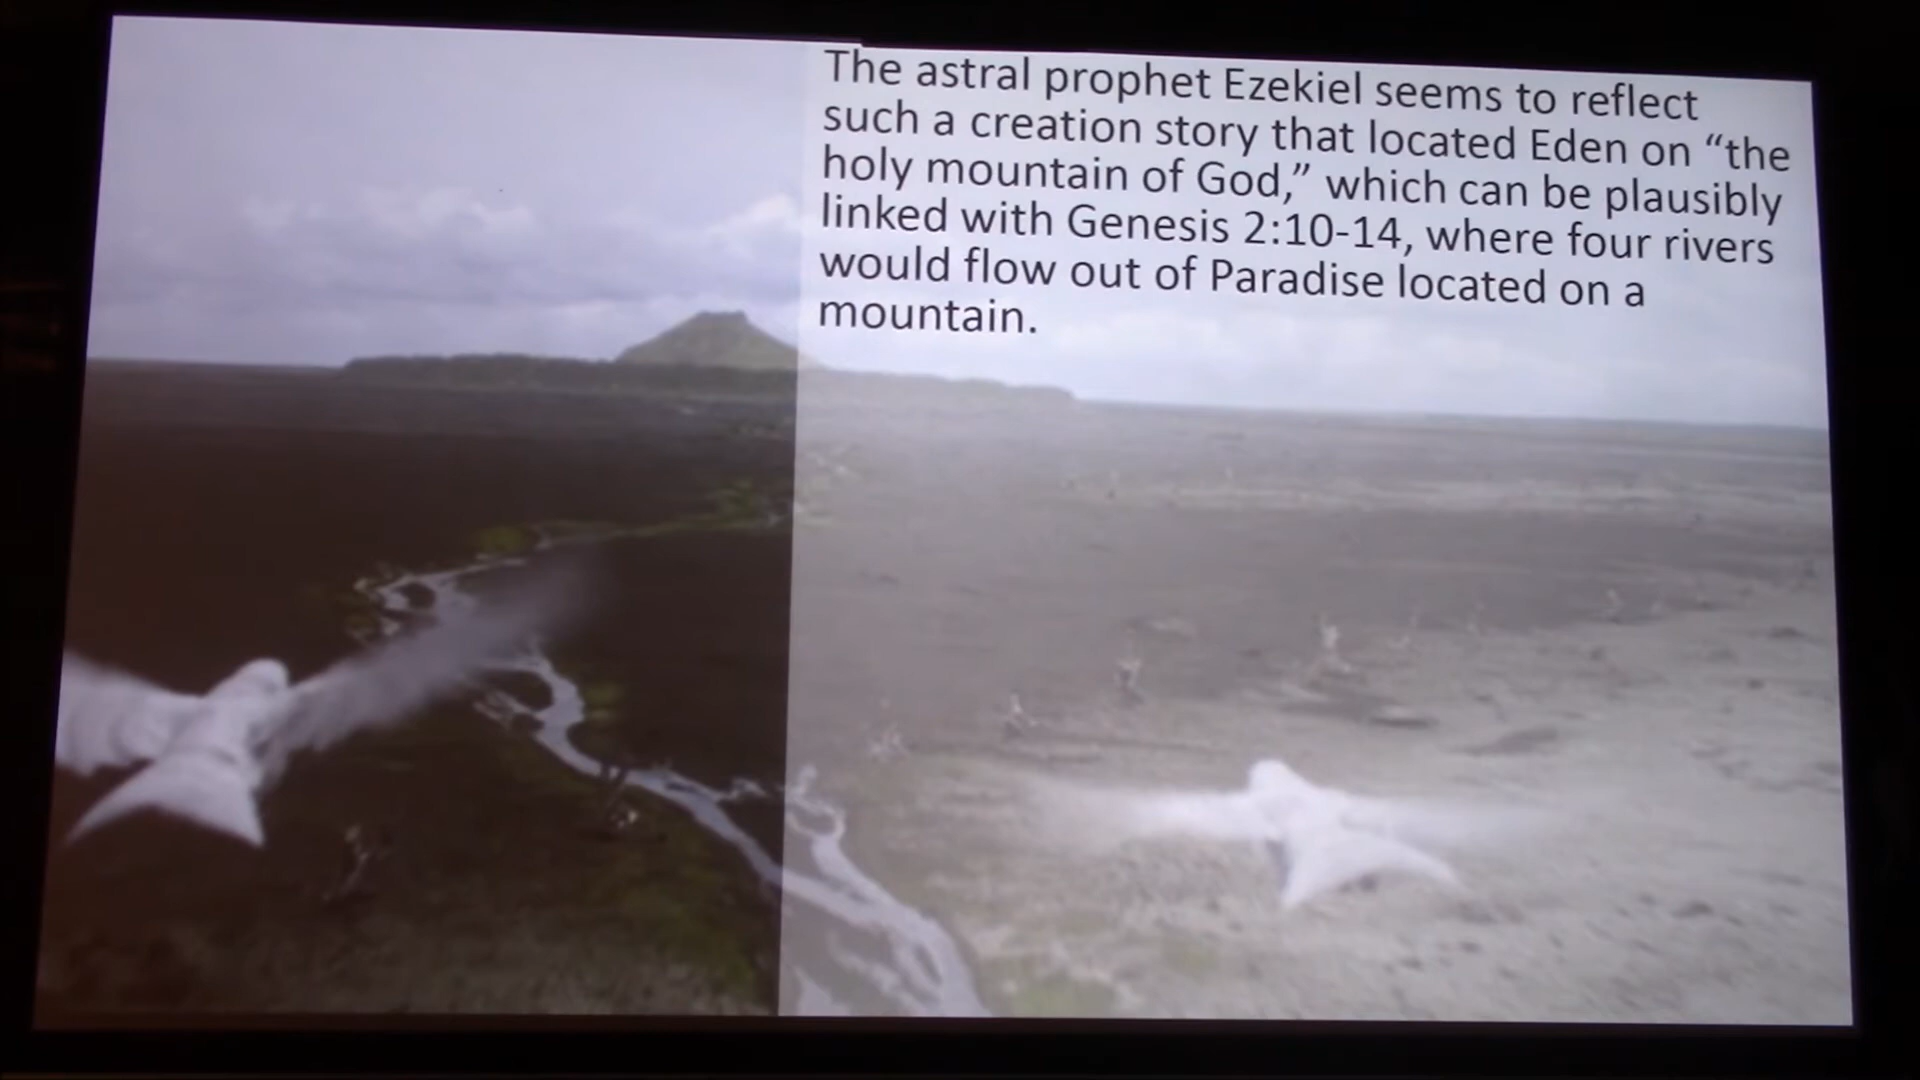 The astral prophet Ezekiel seems to reflect
such a creation story that located Eden on “the
holy mountain of God,” which can be plausibly
linked with Genesis 2:10-14, where four rivers
would flow out of Paradise located on a
mountain.